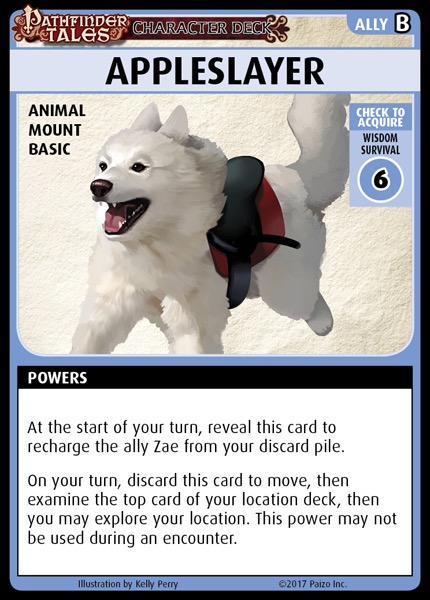 PATHFINDER
TALES CHARACTER DECK
ALLY B
APPLESLAYER
ANIMAL
MOUNT
BASIC
CHECK TO
ACQUIRE
WISDOM
SURVIVAL
6
POWERS
At the start of your turn, reveal this card to
recharge the ally Zae from your discard pile.
On your turn, discard this card to move, then
examine the top card of your location deck, then
you may explore your location. This power may not
be used during an encounter.
Illustration by Kelly Perry ©2017 Paizo Inc.